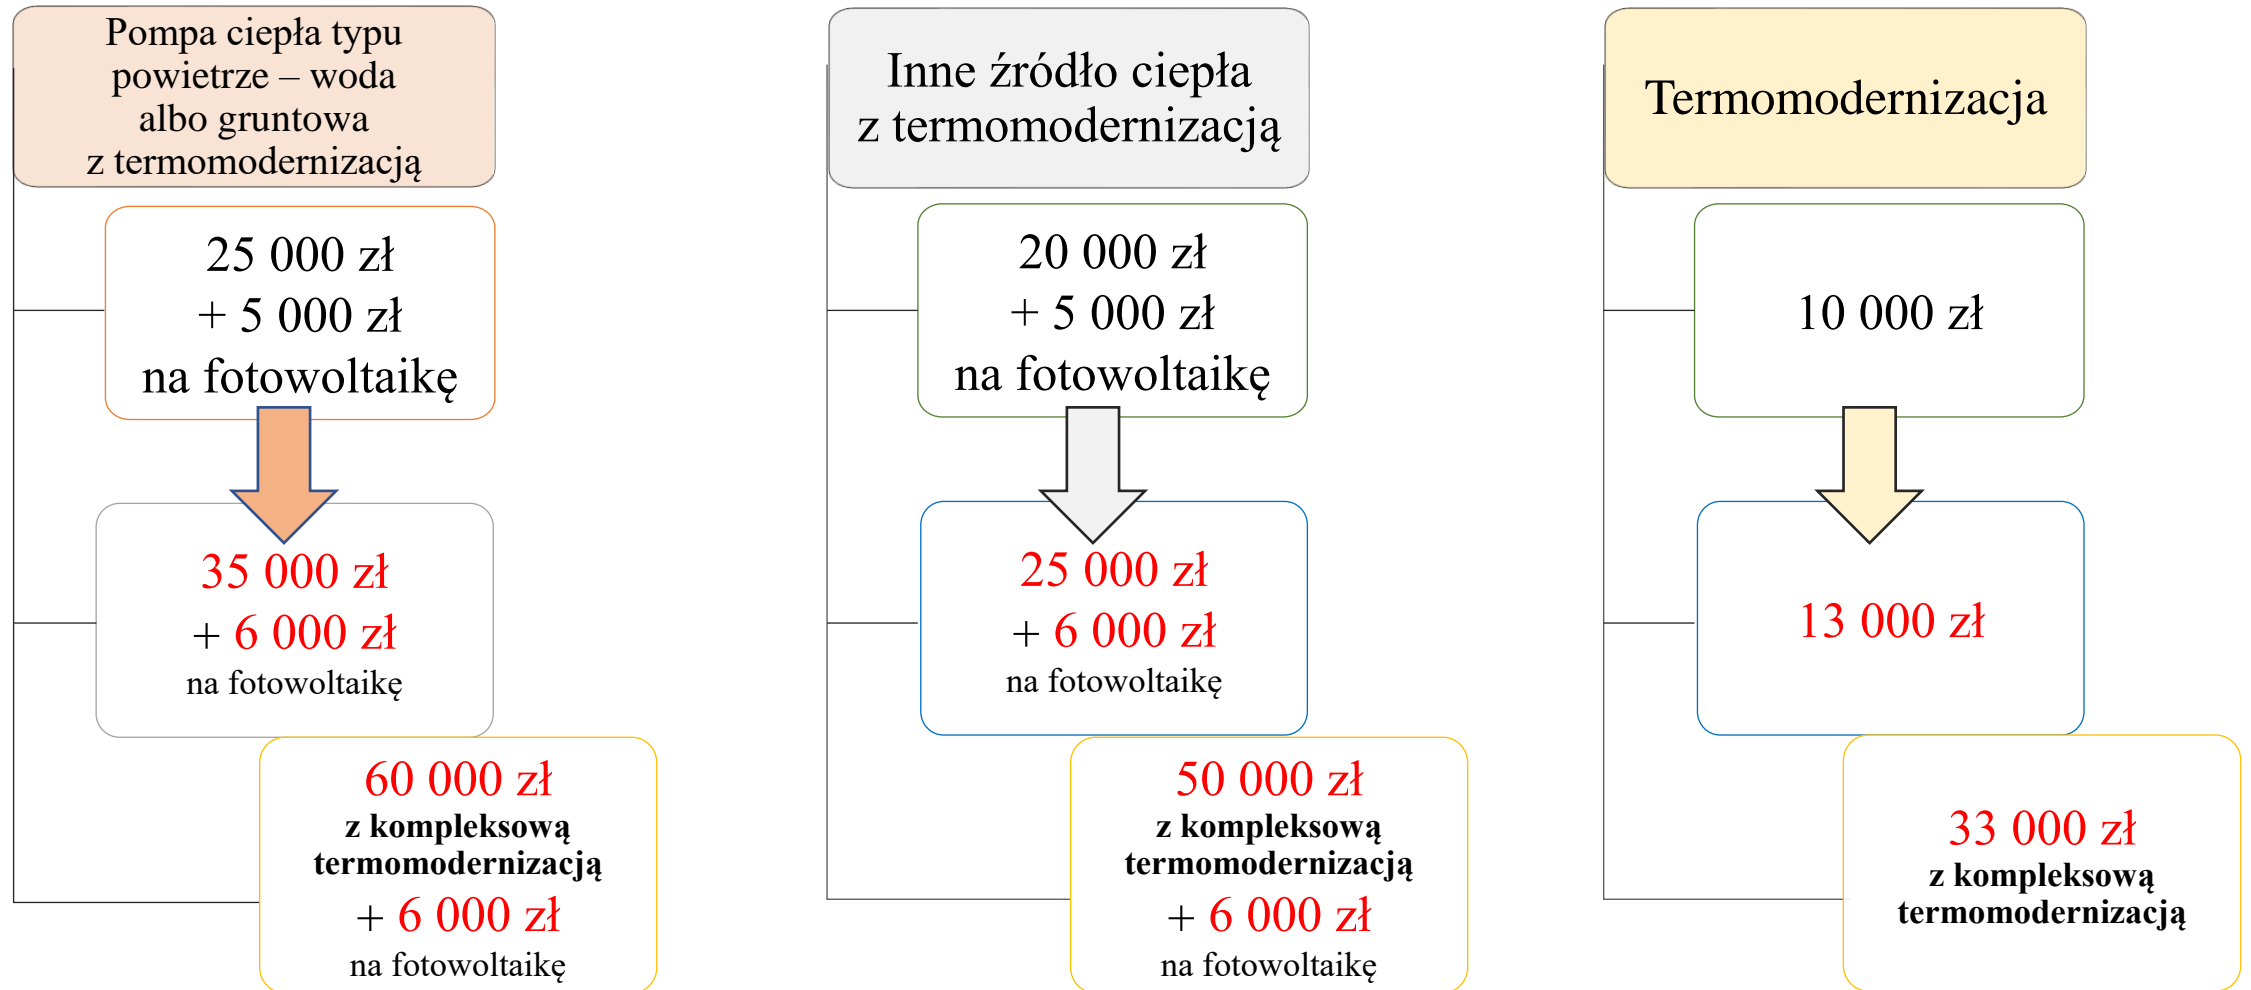 Pompa ciepła typu
powietrze – woda
albo gruntowa
z termomodernizacją
25 000 zł
+ 5 000 zł
na fotowoltaikę
35 000 zł
+ 6 000 zł
na fotowoltaikę
60 000 zł
z kompleksową
termomodernizacją
+ 6 000 zł
na fotowoltaikę
Inne źródło ciepła
z termomodernizacją
20 000 zł
+ 5 000 zł
na fotowoltaikę
25 000 zł
+ 6 000 zł
na fotowoltaikę
50 000 zł
z kompleksową
termomodernizacją
+ 6 000 zł
na fotowoltaikę
Termomodernizacja
10 000 zł
13 000 zł
33 000 zł
z kompleksową
termomodernizacją